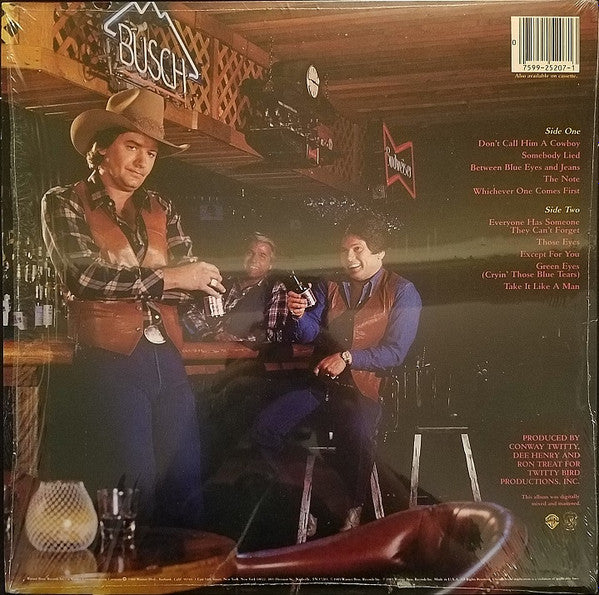 BUSCH
Budweiser
0
7599-25207-1
Also available on cassette.
Side One
Don't Call Him A Cowboy
Somebody Lied
Between Blue Eyes and Jeans
The Note
Whichever One Comes First
Side Two
Everyone Has Someone
They Can't Forget
Those Eyes
Except For You
Green Eyes
(Cryin' Those Blue Tears)
Take It Like A Man
PRODUCED BY
CONWAY TWITTY,
DEE HENRY AND
RON TREAT FOR
TWITTY BIRD
PRODUCTIONS, INC.
This album was digitally
mixed and mastered.